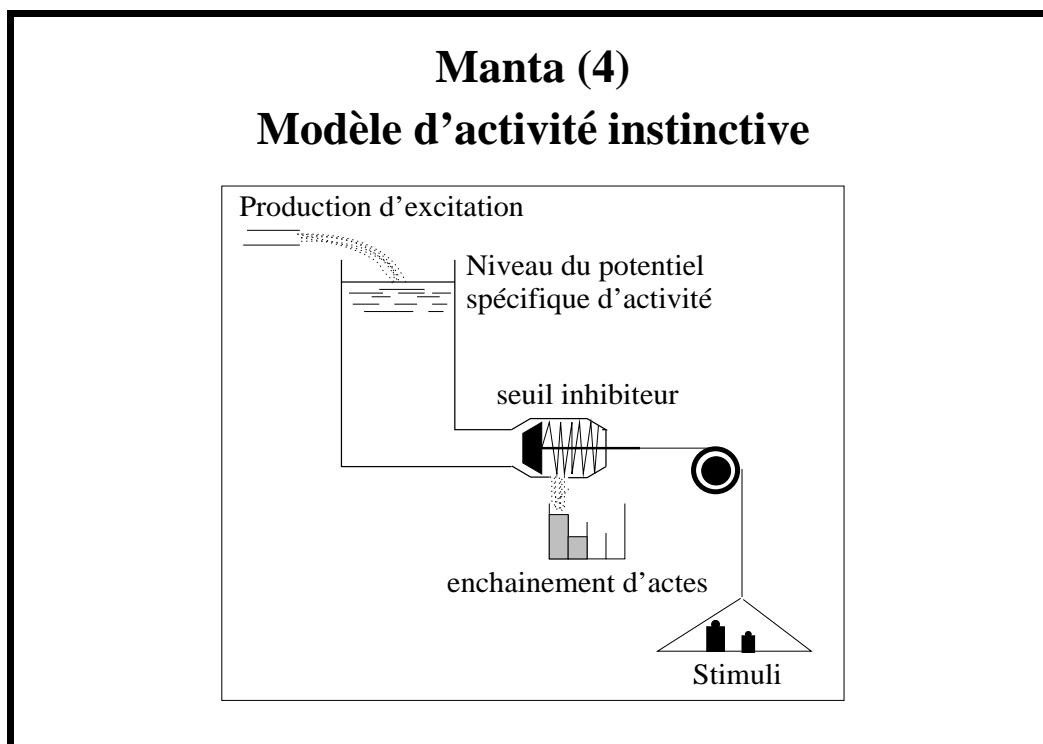 Manta (4)
Modèle d’activité instinctive
Production d’excitation
Niveau du potentiel
spécifique d’activité
seuil inhibiteur
enchainement d’actes
Stimuli